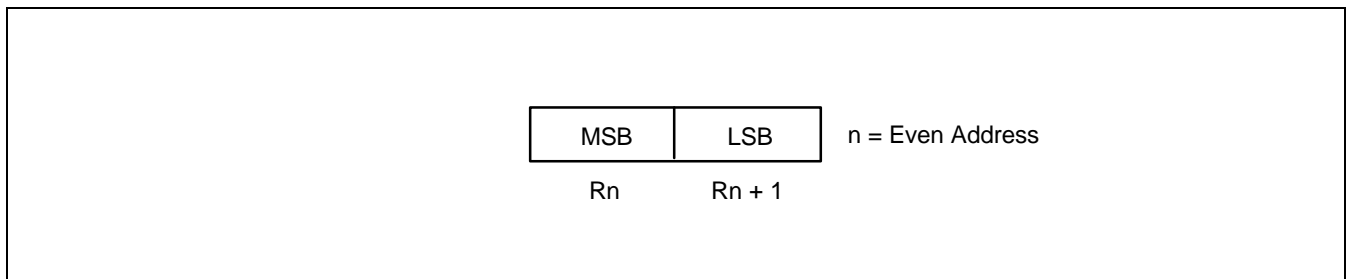 MSB LSB n = Even Address
Rn Rn + 1